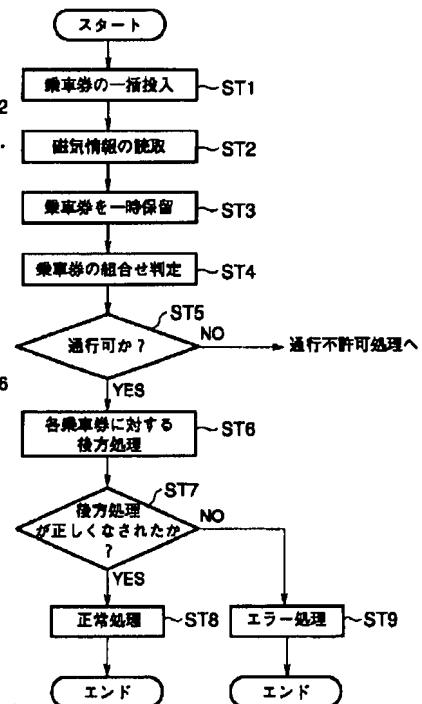 スタート
乗車券の一括投入
ST1
2
磁気情報の読取
ST2
乗車券を一時保留
ST3
乗車券の組合せ判定
ST4
ST5
通行可か?
NO
通行不許可処理へ
6
YES
各乗車券に対する
後方処理
ST6
ST7
後方処理
が正しくなされたか
?
NO
YES
正常処理
ST8
エラー処理
ST9
エンド
エンド